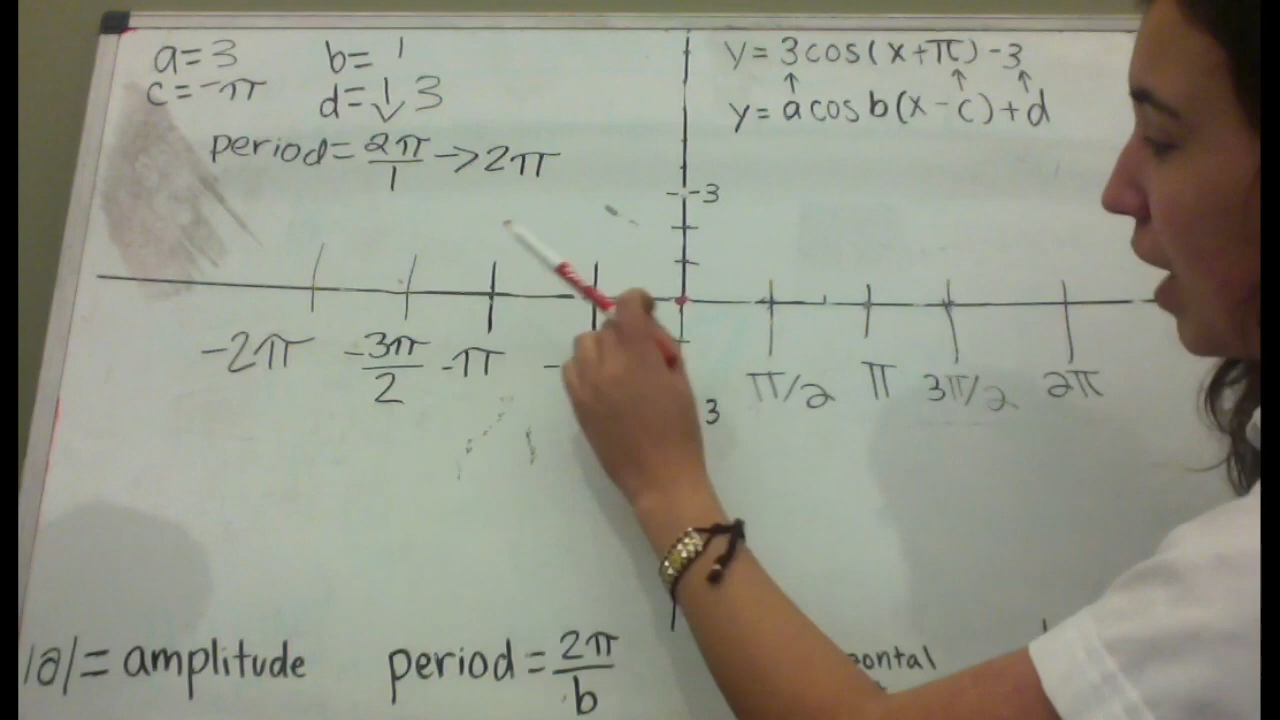 a=3 b=1
c=-π d=↓3
period=2π/1→2π
y=3cos(x+π)-3
y=acosb(x-c)+d
-3
-2π -3π/2 -π - π/2 π 3π/2 2π
3
|a|= amplitude period=2π/b